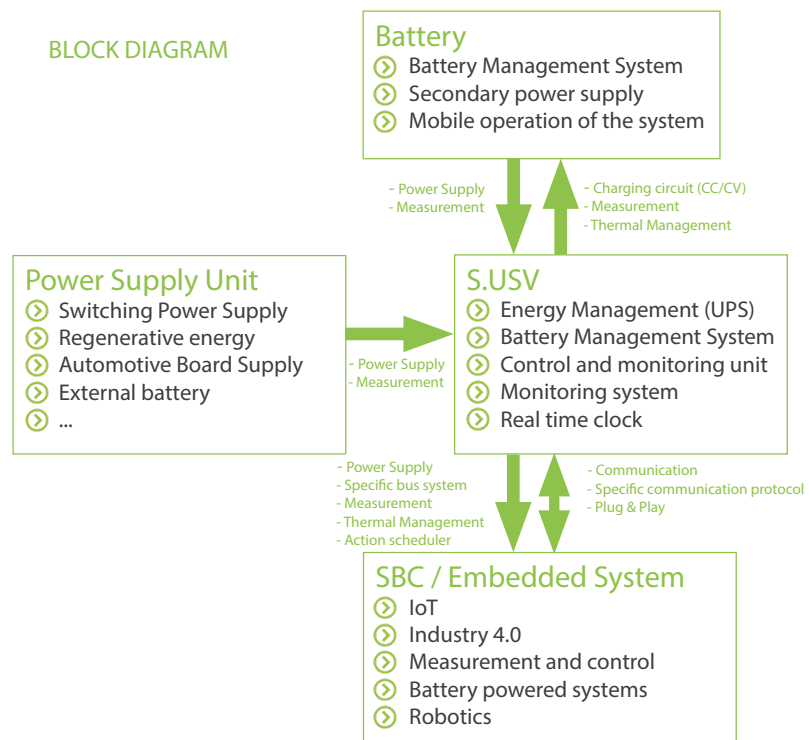 BLOCK DIAGRAM
Battery
Battery Management System
Secondary power supply
Mobile operation of the system
- Power Supply
- Measurement
- Charging circuit (CC/CV)
- Measurement
- Thermal Management
Power Supply Unit
Switching Power Supply
Regenerative energy
Automotive Board Supply
External battery
...
- Power Supply
- Measurement
S.USV
Energy Management (UPS)
Battery Management System
Control and monitoring unit
Monitoring system
Real time clock
- Power Supply
- Specific bus system
- Measurement
- Thermal Management
- Action scheduler
- Communication
- Specific communication protocol
- Plug & Play
SBC / Embedded System
IoT
Industry 4.0
Measurement and control
Battery powered systems
Robotics